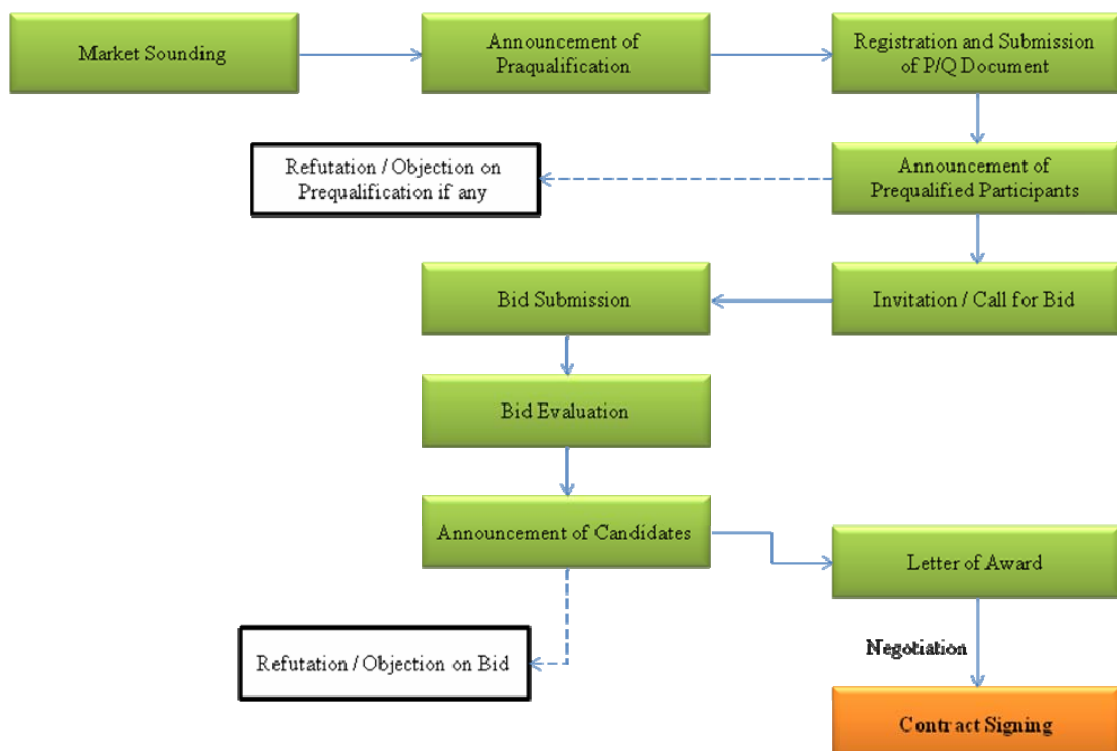 Market Sounding
Announcement of
Praqualification
Registration and Submission
of P/Q Document
Refutation / Objection on
Prequalification if any
Announcement of
Prequalified Participants
Bid Submission
Invitation / Call for Bid
Bid Evaluation
Announcement of Candidates
Letter of Award
Refutation / Objection on Bid
Negotiation
Contract Signing